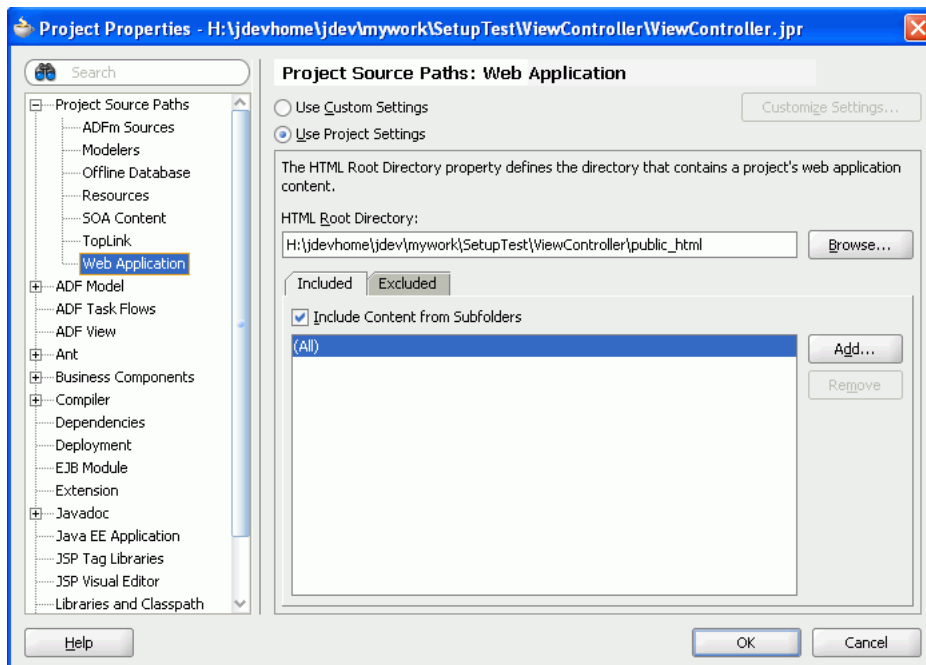 Project Properties - H:\jdevhome\jdev\mywork\SetupTest\ViewController\ViewController.jpr
Search
Project Source Paths
ADFm Sources
Modelers
Offline Database
Resources
SOA Content
TopLink
Web Application
ADF Model
ADF Task Flows
ADF View
Ant
Business Components
Compiler
Dependencies
Deployment
EJB Module
Extension
Javadoc
Java EE Application
JSP Tag Libraries
JSP Visual Editor
Libraries and Classpath
Project Source Paths: Web Application
Use Custom Settings
Customize Settings...
Use Project Settings
The HTML Root Directory property defines the directory that contains a project's web application
content.
HTML Root Directory:
H:\jdevhome\jdev\mywork\SetupTest\ViewController\public_html
Browse...
Included Excluded
Include Content from Subfolders
(All)
Add...
Remove
Help
OK
Cancel